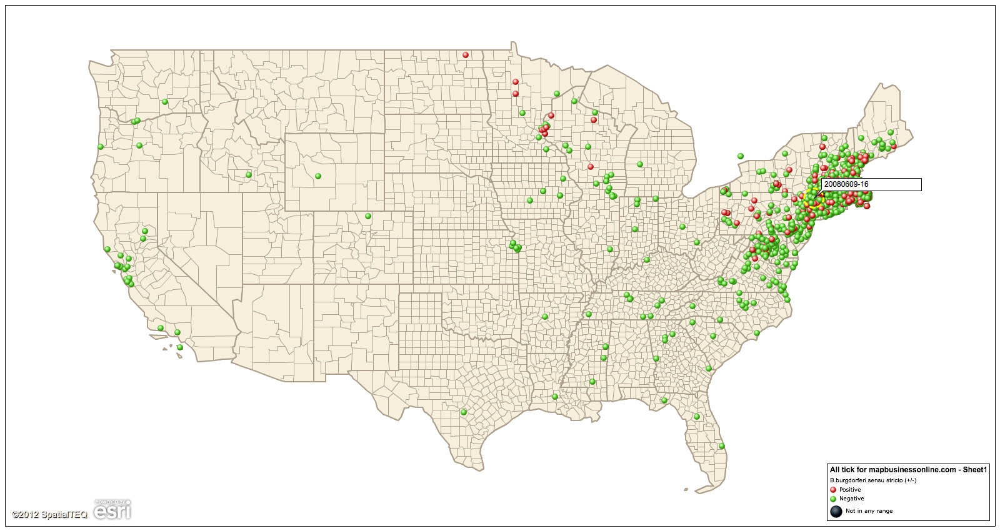 20080609-16
All tick for mapbusinessonline.com - Sheet1
B.burgdorferi sensu stricto (+/-)
Positive
Negative
Not in any range
©2012 SpatialTEQ
POWERED BY
esri